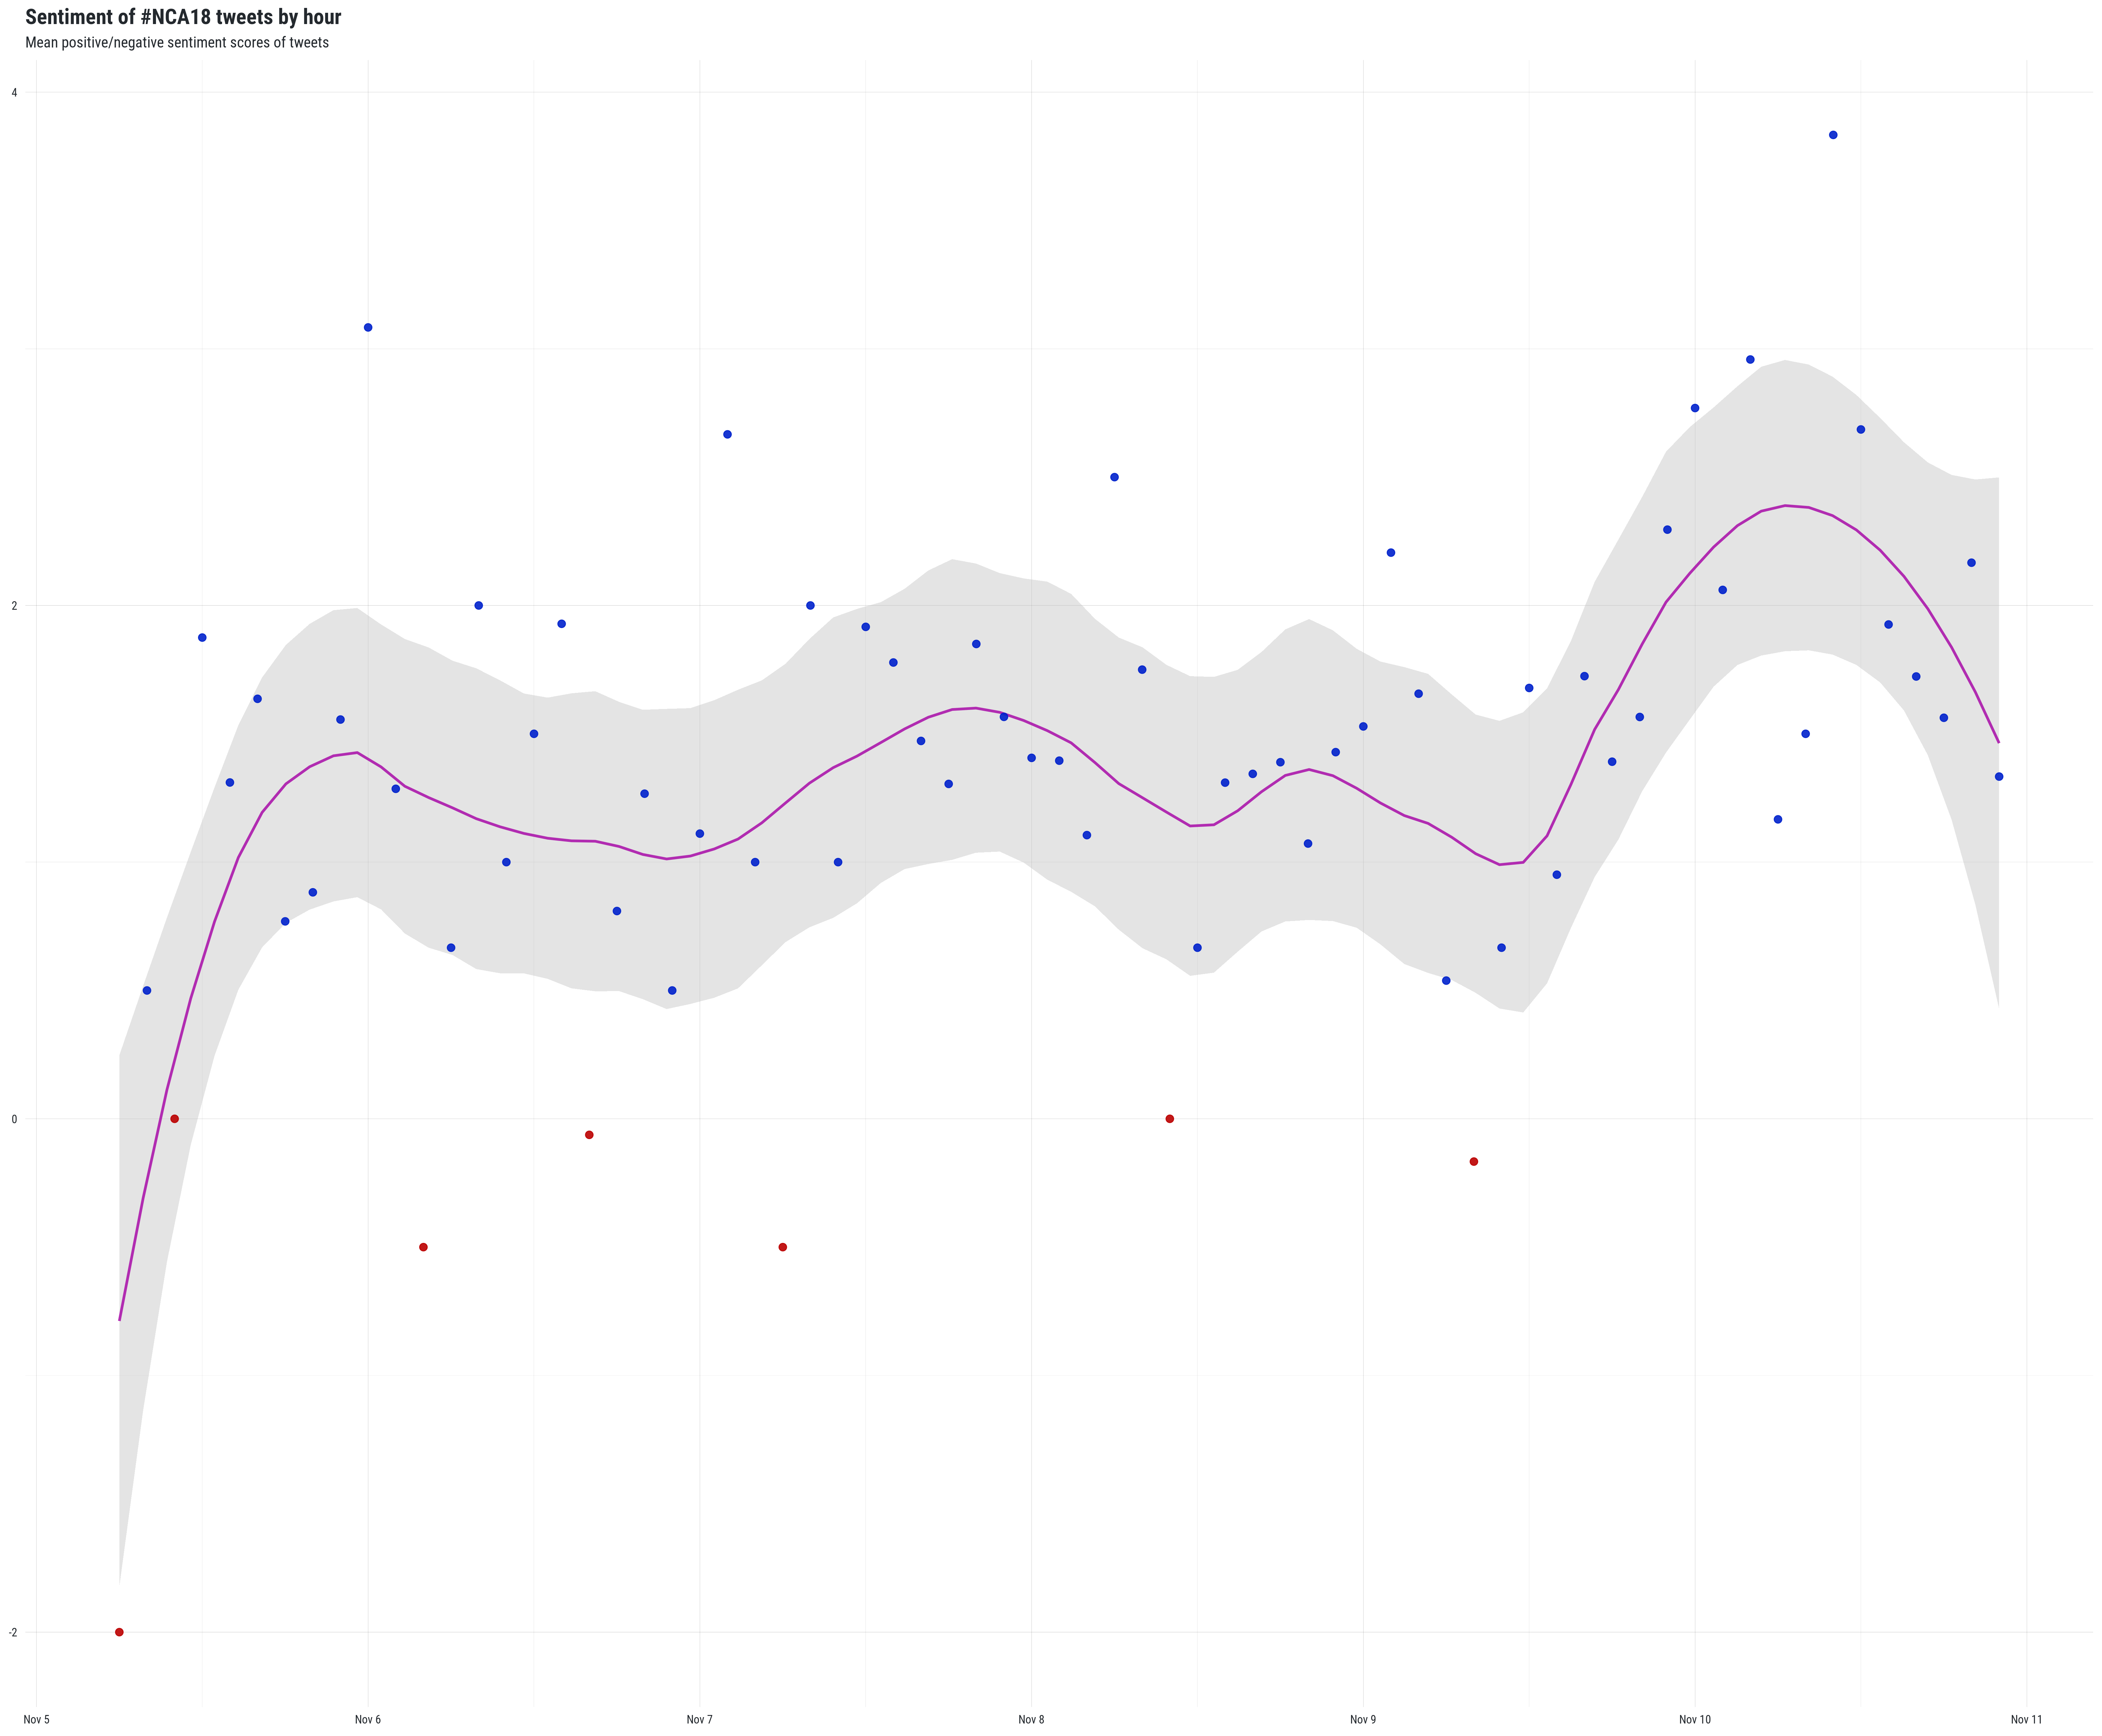 Sentiment of #NCA18 tweets by hour
Mean positive/negative sentiment scores of tweets
4
2
0
-2
Nov 5 Nov 6 Nov 7 Nov 8 Nov 9 Nov 10 Nov 11